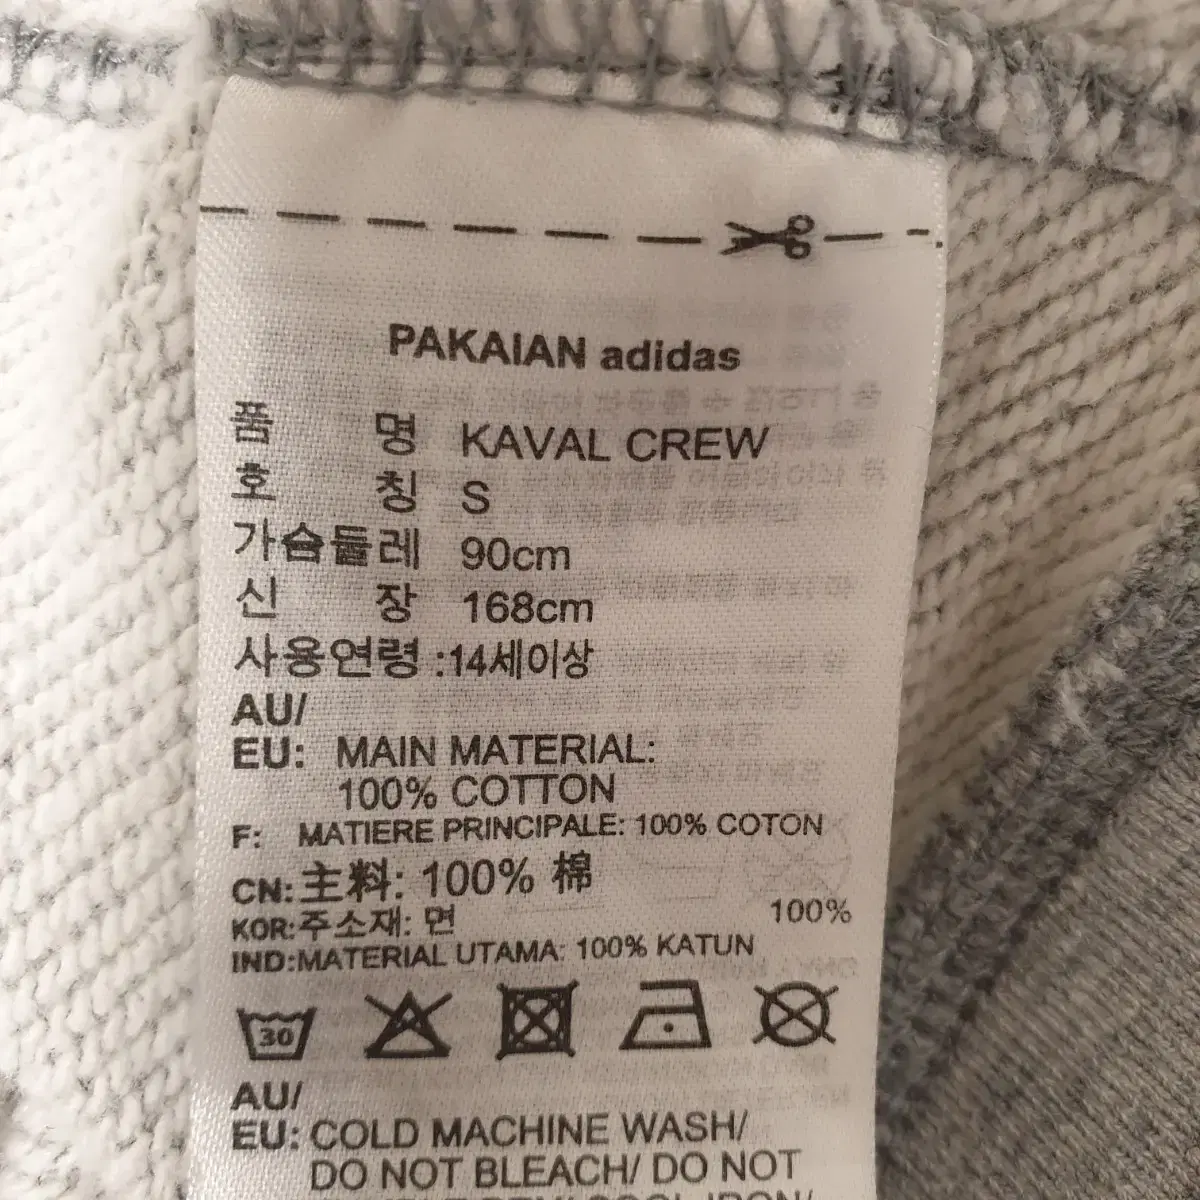 PAKAIAN adidas
품 명 KAVAL CREW
호 칭 S
가슴둘레 90cm
신 장 168cm
사용연령 :14세이상
AU/
EU: MAIN MATERIAL:
100% COTTON
F: MATIERE PRINCIPALE: 100% COTON
CN:主料: 100% 棉
KOR:주소재: 면 100%
IND:MATERIAL UTAMA: 100% KATUN
30
AU/
EU: COLD MACHINE WASH/
DO NOT BLEACH/ DO NOT